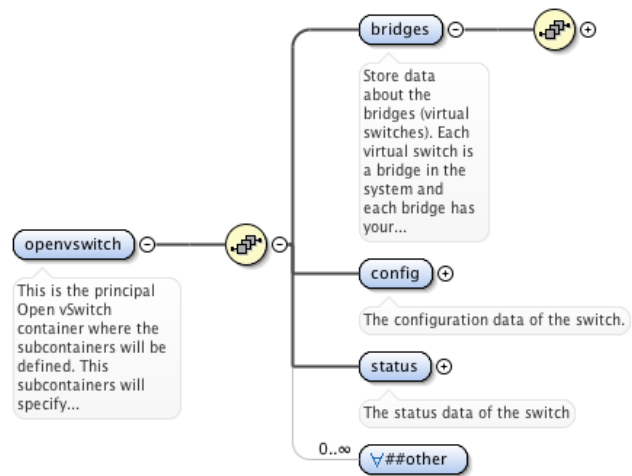 bridges
Store data
about the
bridges (virtual
switches). Each
virtual switch is
a bridge in the
system and
each bridge has
your...
openvswitch
This is the principal
Open vSwitch
container where the
subcontainers will be
defined. This
subcontainers will
specify...
config
The configuration data of the switch.
status
The status data of the switch
0..∞
∀##other